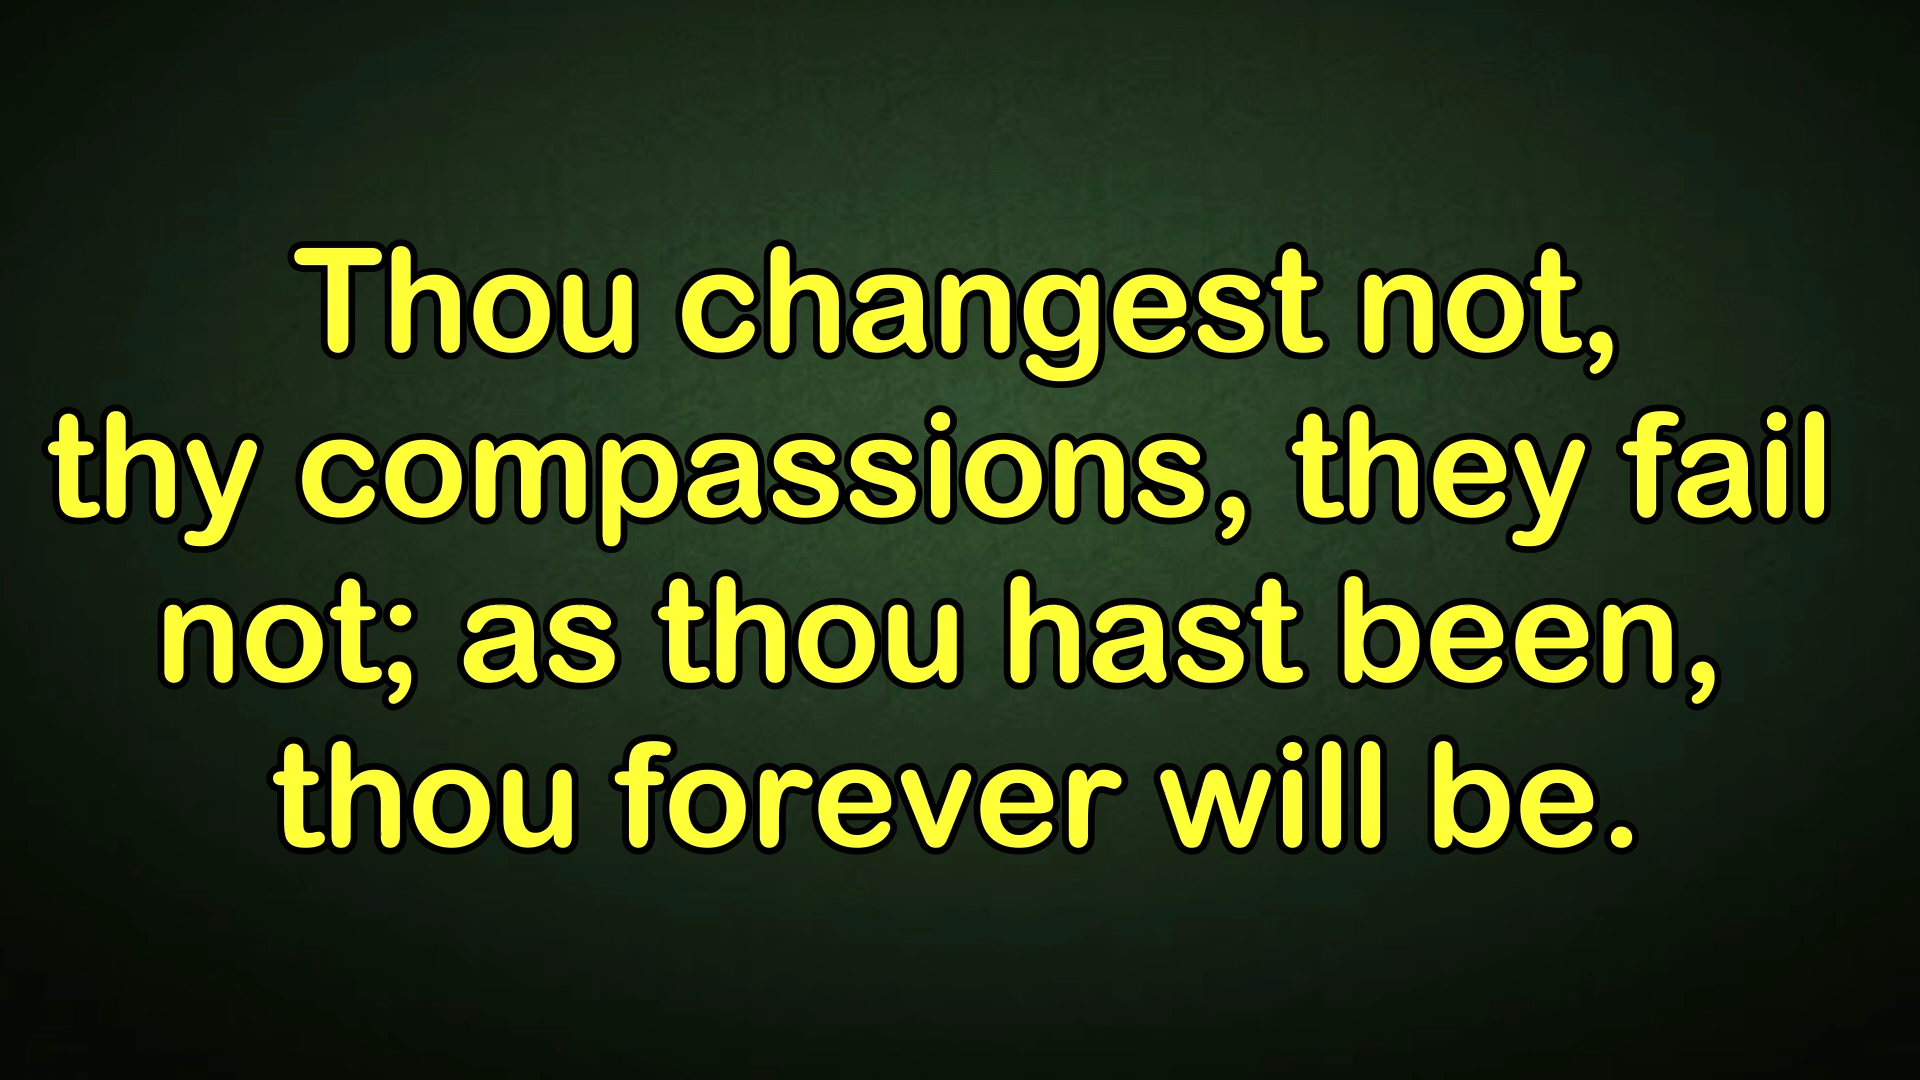 Thou changest not,
thy compassions, they fail
not; as thou hast been,
thou forever will be.